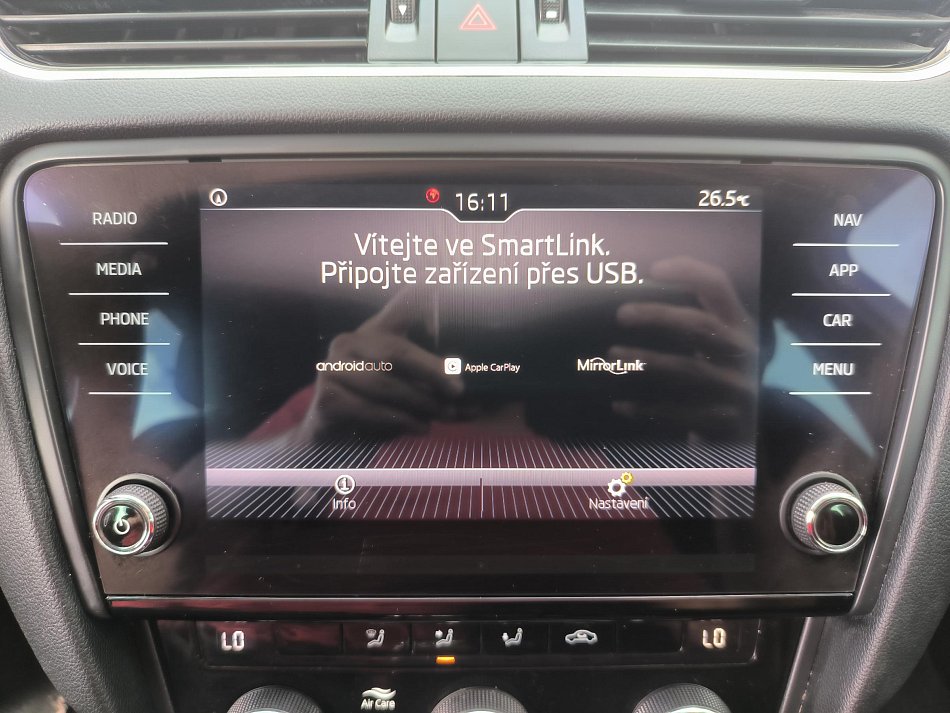 16:11
26.5°C
RADIO
MEDIA
PHONE
VOICE
Vítejte ve SmartLink.
Připojte zařízení přes USB.
androidauto
Apple CarPlay
MirrorLink
Info
Nastavení
NAV
APP
CAR
MENU
LO
LO
Air Care